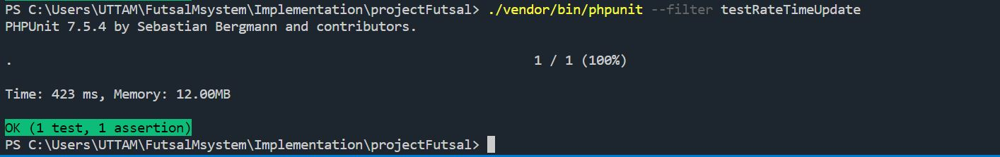 PS C:\Users\UTTAM\FutsalMsystem\Implementation\projectFutsal> ./vendor/bin/phpunit --filter testRateTimeUpdate
PHPUnit 7.5.4 by Sebastian Bergmann and contributors.
. 1 / 1 (100%)
Time: 423 ms, Memory: 12.00MB
OK (1 test, 1 assertion)
PS C:\Users\UTTAM\FutsalMsystem\Implementation\projectFutsal>